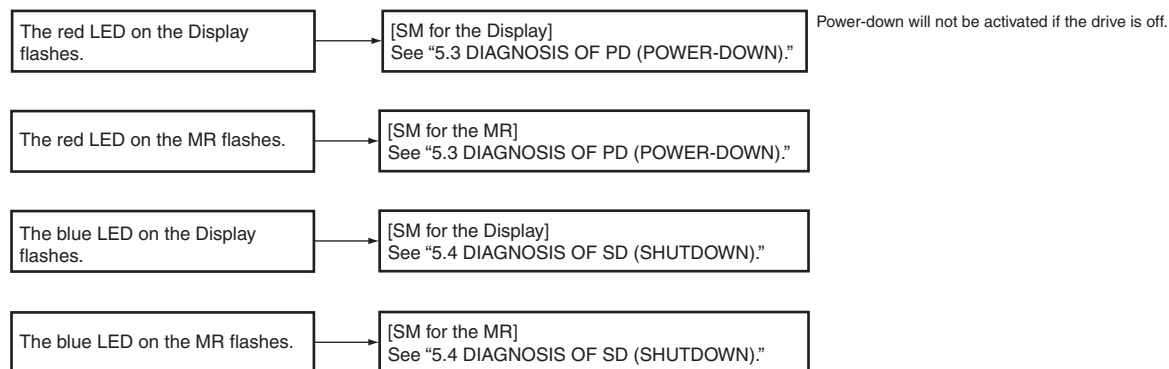 The red LED on the Display
flashes.
[SM for the Display]
See “5.3 DIAGNOSIS OF PD (POWER-DOWN).”
Power-down will not be activated if the drive is off.
The red LED on the MR flashes.
[SM for the MR]
See “5.3 DIAGNOSIS OF PD (POWER-DOWN).”
The blue LED on the Display
flashes.
[SM for the Display]
See “5.4 DIAGNOSIS OF SD (SHUTDOWN).”
The blue LED on the MR flashes.
[SM for the MR]
See “5.4 DIAGNOSIS OF SD (SHUTDOWN).”